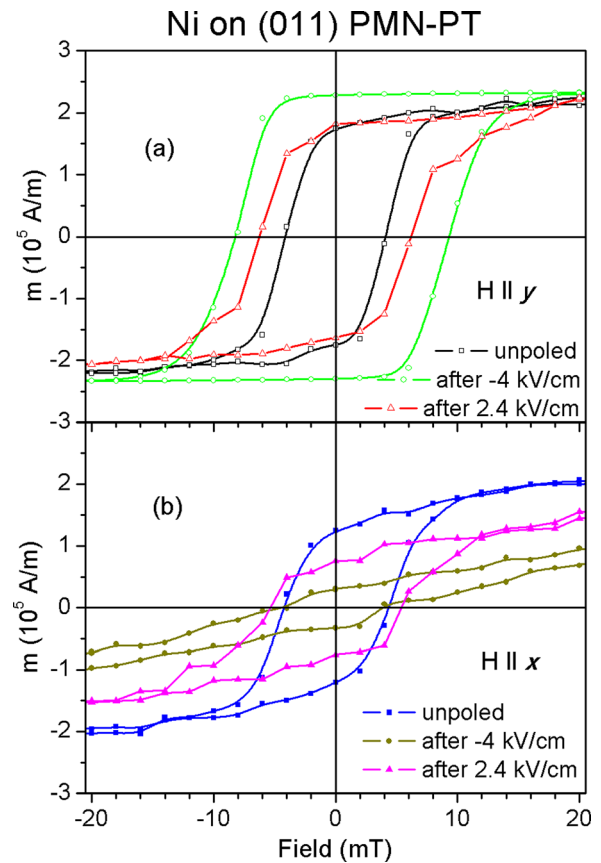 Ni on (011) PMN-PT
3
2
1
0
-1
-2
-3
m (10⁵ A/m)
(a)
H ll y
unpoled
after -4 kV/cm
after 2.4 kV/cm
3
2
1
0
-1
-2
-3
m (10⁵ A/m)
(b)
H ll x
unpoled
after -4 kV/cm
after 2.4 kV/cm
-20 -10 0 10 20
Field (mT)